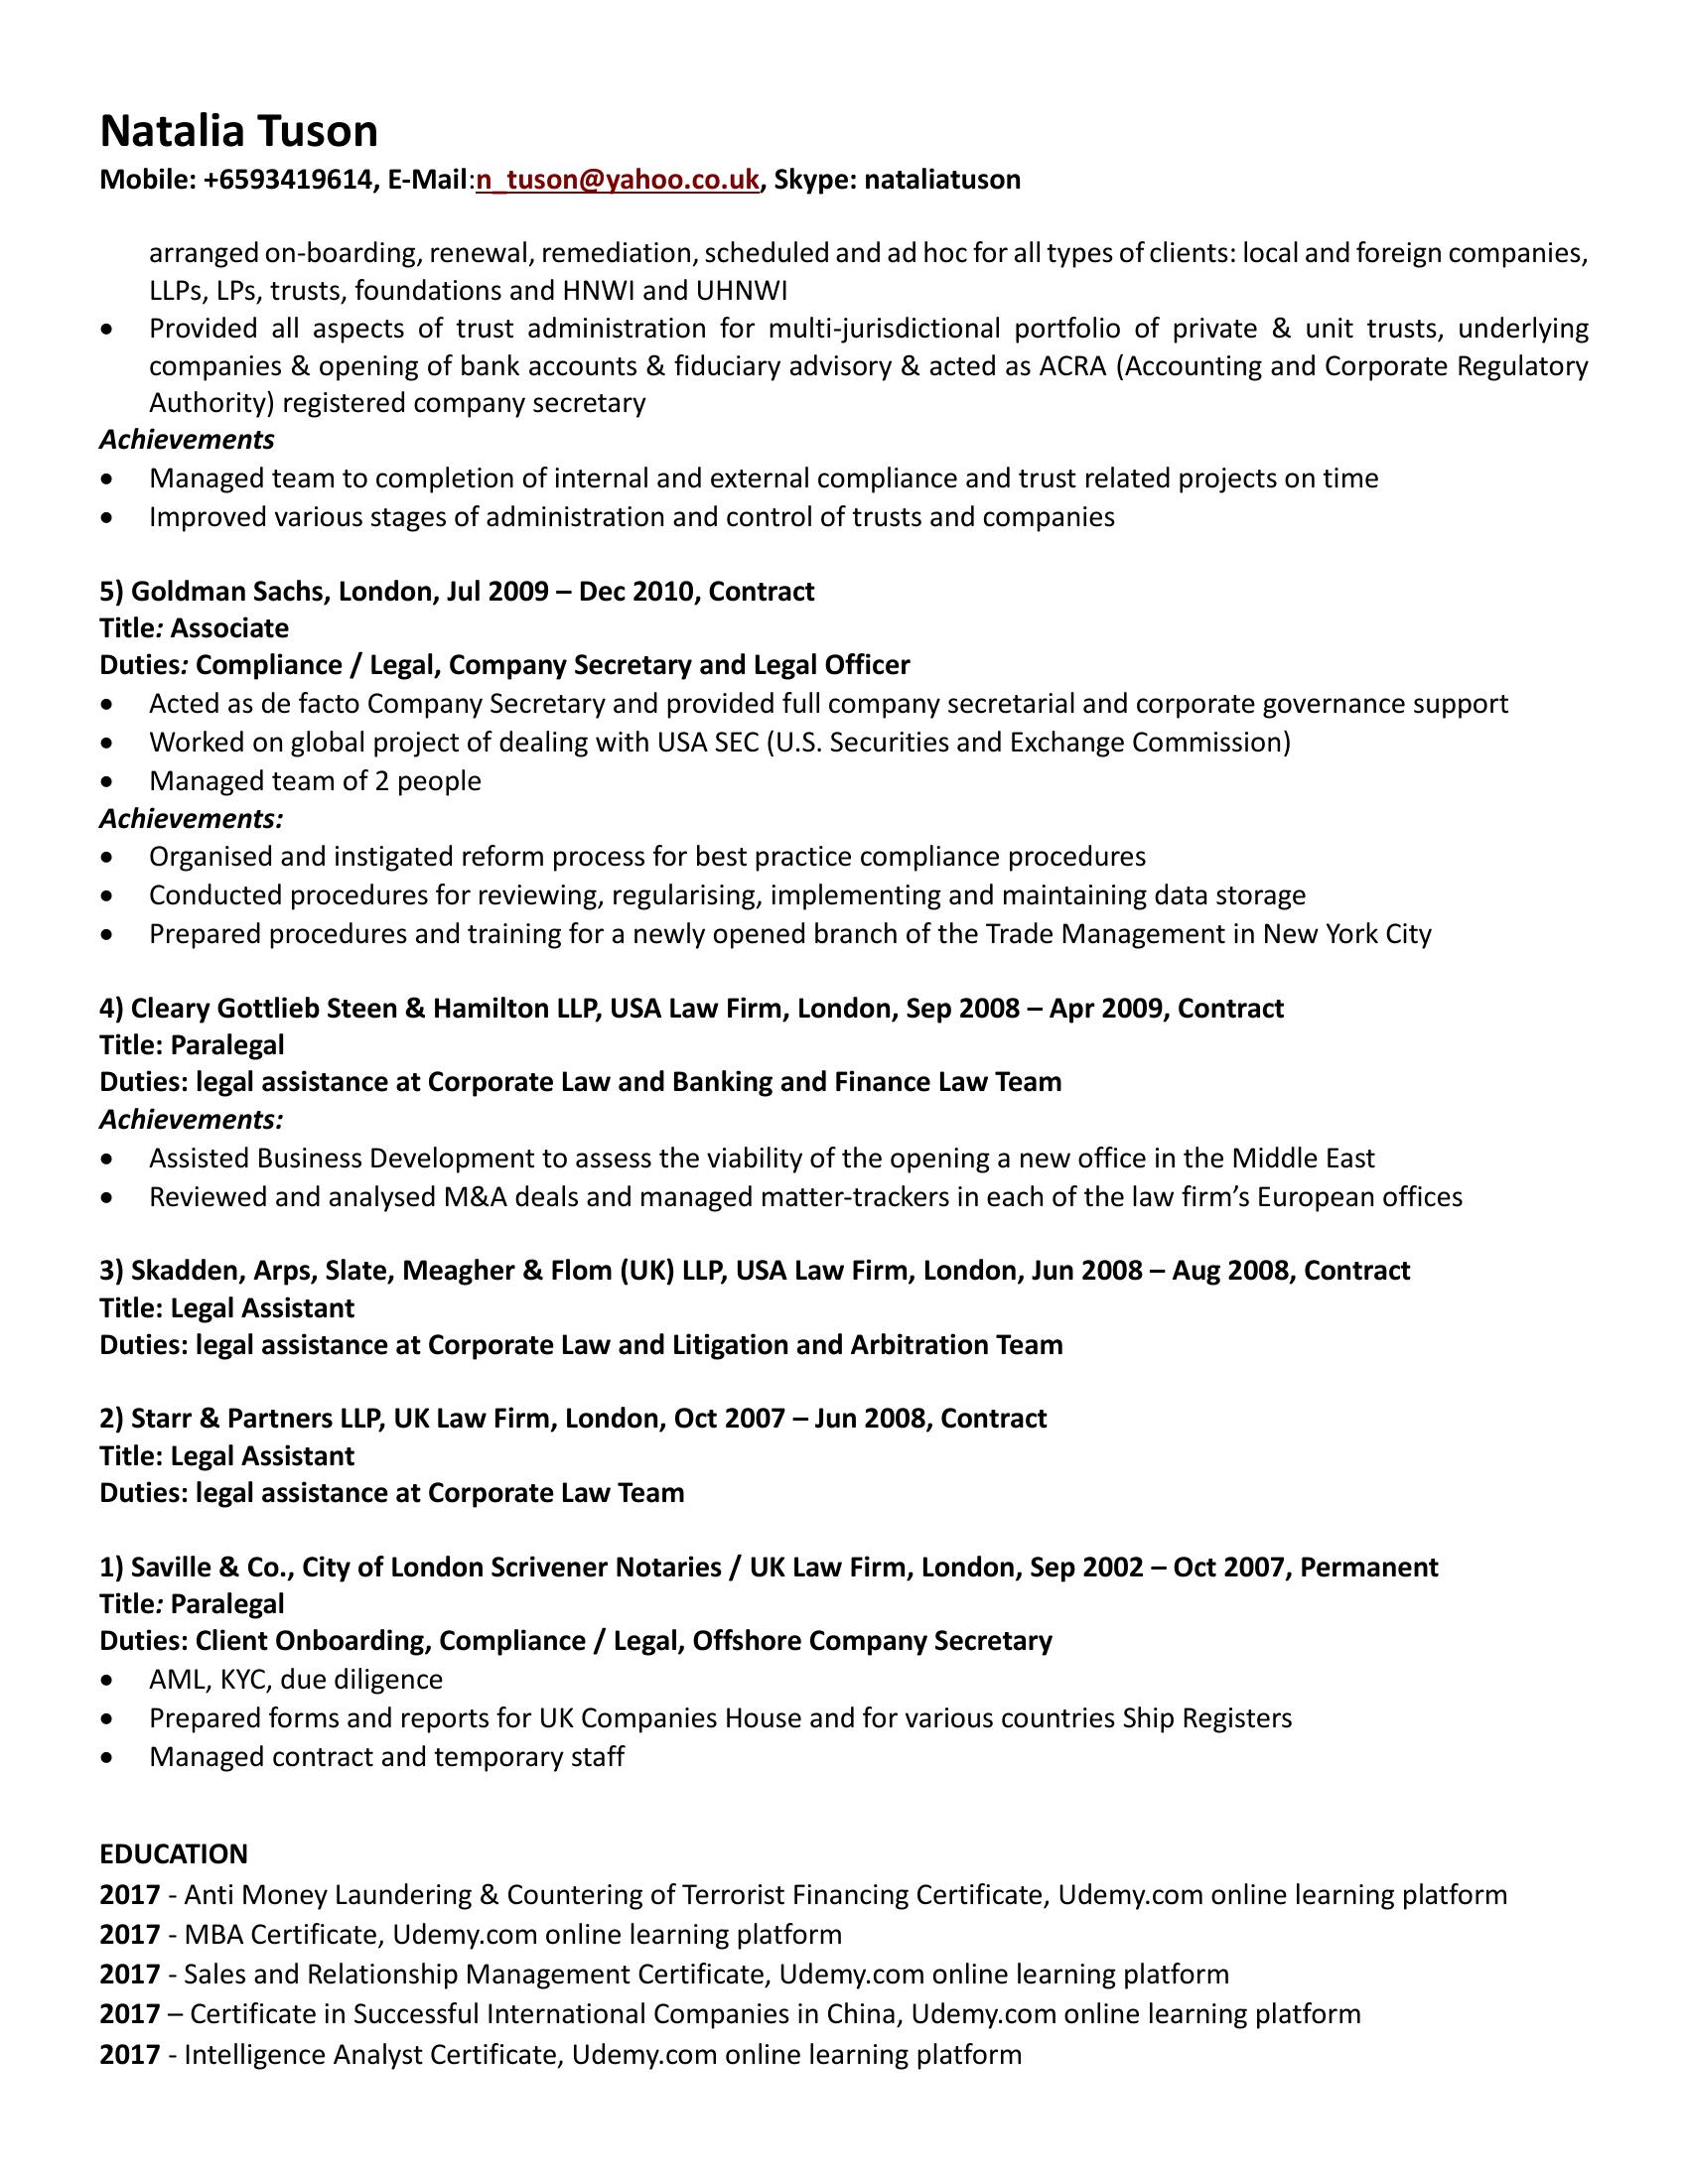 Natalia Tuson
Mobile: +6593419614, E-Mail:n_tuson@yahoo.co.uk, Skype: nataliatuson
arranged on-boarding, renewal, remediation, scheduled and ad hoc for all types of clients: local and foreign companies,
LLPs, LPs, trusts, foundations and HNWI and UHNWI
• Provided all aspects of trust administration for multi-jurisdictional portfolio of private & unit trusts, underlying
companies & opening of bank accounts & fiduciary advisory & acted as ACRA (Accounting and Corporate Regulatory
Authority) registered company secretary
Achievements
• Managed team to completion of internal and external compliance and trust related projects on time
• Improved various stages of administration and control of trusts and companies
5) Goldman Sachs, London, Jul 2009 – Dec 2010, Contract
Title: Associate
Duties: Compliance / Legal, Company Secretary and Legal Officer
• Acted as de facto Company Secretary and provided full company secretarial and corporate governance support
• Worked on global project of dealing with USA SEC (U.S. Securities and Exchange Commission)
• Managed team of 2 people
Achievements:
• Organised and instigated reform process for best practice compliance procedures
• Conducted procedures for reviewing, regularising, implementing and maintaining data storage
• Prepared procedures and training for a newly opened branch of the Trade Management in New York City
4) Cleary Gottlieb Steen & Hamilton LLP, USA Law Firm, London, Sep 2008 – Apr 2009, Contract
Title: Paralegal
Duties: legal assistance at Corporate Law and Banking and Finance Law Team
Achievements:
• Assisted Business Development to assess the viability of the opening a new office in the Middle East
• Reviewed and analysed M&A deals and managed matter-trackers in each of the law firm’s European offices
3) Skadden, Arps, Slate, Meagher & Flom (UK) LLP, USA Law Firm, London, Jun 2008 – Aug 2008, Contract
Title: Legal Assistant
Duties: legal assistance at Corporate Law and Litigation and Arbitration Team
2) Starr & Partners LLP, UK Law Firm, London, Oct 2007 – Jun 2008, Contract
Title: Legal Assistant
Duties: legal assistance at Corporate Law Team
1) Saville & Co., City of London Scrivener Notaries / UK Law Firm, London, Sep 2002 – Oct 2007, Permanent
Title: Paralegal
Duties: Client Onboarding, Compliance / Legal, Offshore Company Secretary
• AML, KYC, due diligence
• Prepared forms and reports for UK Companies House and for various countries Ship Registers
• Managed contract and temporary staff
EDUCATION
2017 - Anti Money Laundering & Countering of Terrorist Financing Certificate, Udemy.com online learning platform
2017 - MBA Certificate, Udemy.com online learning platform
2017 - Sales and Relationship Management Certificate, Udemy.com online learning platform
2017 – Certificate in Successful International Companies in China, Udemy.com online learning platform
2017 - Intelligence Analyst Certificate, Udemy.com online learning platform